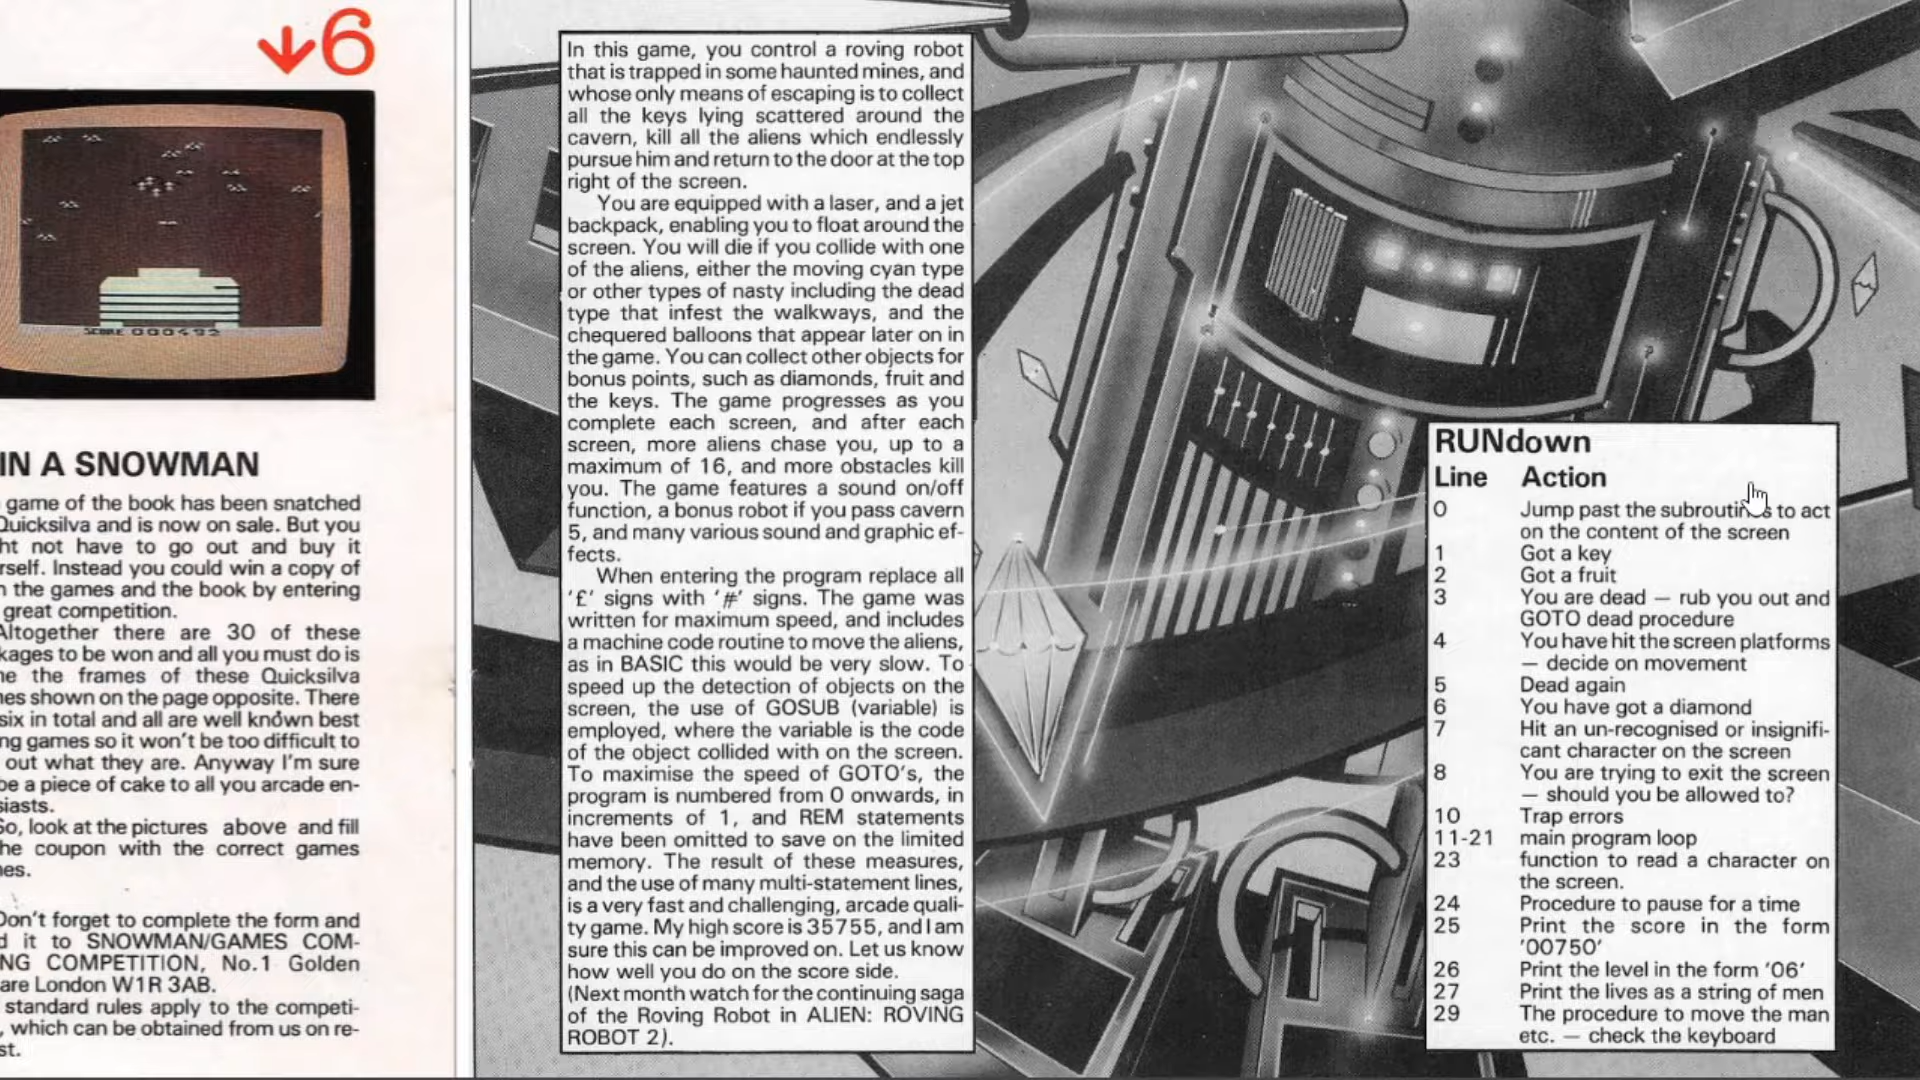 6
SCORE 000492
IN A SNOWMAN
game of the book has been snatched
Quicksilva and is now on sale. But you
ht not have to go out and buy it
rself. Instead you could win a copy of
the games and the book by entering
great competition.
Altogether there are 30 of these
kages to be won and all you must do is
me the frames of these Quicksilva
mes shown on the page opposite. There
six in total and all are well known best
ng games so it won't be too difficult to
out what they are. Anyway I'm sure
be a piece of cake to all you arcade en-
siasts.
So, look at the pictures above and fill
he coupon with the correct games
es.
Don't forget to complete the form and
d it to SNOWMAN/GAMES COM-
NG COMPETITION, No.1 Golden
are London W1R 3AB.
standard rules apply to the competi-
, which can be obtained from us on re-
st.
In this game, you control a roving robot
that is trapped in some haunted mines, and
whose only means of escaping is to collect
all the keys lying scattered around the
cavern, kill all the aliens which endlessly
pursue him and return to the door at the top
right of the screen.
You are equipped with a laser, and a jet
backpack, enabling you to float around the
screen. You will die if you collide with one
of the aliens, either the moving cyan type
or other types of nasty including the dead
type that infest the walkways, and the
chequered balloons that appear later on in
the game. You can collect other objects for
bonus points, such as diamonds, fruit and
the keys. The game progresses as you
complete each screen, and after each
screen, more aliens chase you, up to a
maximum of 16, and more obstacles kill
you. The game features a sound on/off
function, a bonus robot if you pass cavern
5, and many various sound and graphic ef-
fects.
When entering the program replace all
'£' signs with '#' signs. The game was
written for maximum speed, and includes
a machine code routine to move the aliens,
as in BASIC this would be very slow. To
speed up the detection of objects on the
screen, the use of GOSUB (variable) is
employed, where the variable is the code
of the object collided with on the screen.
To maximise the speed of GOTO's, the
program is numbered from 0 onwards, in
increments of 1, and REM statements
have been omitted to save on the limited
memory. The result of these measures,
and the use of many multi-statement lines,
is a very fast and challenging, arcade quali-
ty game. My high score is 35755, and I am
sure this can be improved on. Let us know
how well you do on the score side.
(Next month watch for the continuing saga
of the Roving Robot in ALIEN: ROVING
ROBOT 2).
RUNdown
Line Action
0 Jump past the subroutines to act
on the content of the screen
1 Got a key
2 Got a fruit
3 You are dead — rub you out and
GOTO dead procedure
4 You have hit the screen platforms
— decide on movement
5 Dead again
6 You have got a diamond
7 Hit an un-recognised or insignifi-
cant character on the screen
8 You are trying to exit the screen
— should you be allowed to?
10 Trap errors
11-21 main program loop
23 function to read a character on
the screen.
24 Procedure to pause for a time
25 Print the score in the form
'00750'
26 Print the level in the form '06'
27 Print the lives as a string of men
29 The procedure to move the man
etc. — check the keyboard